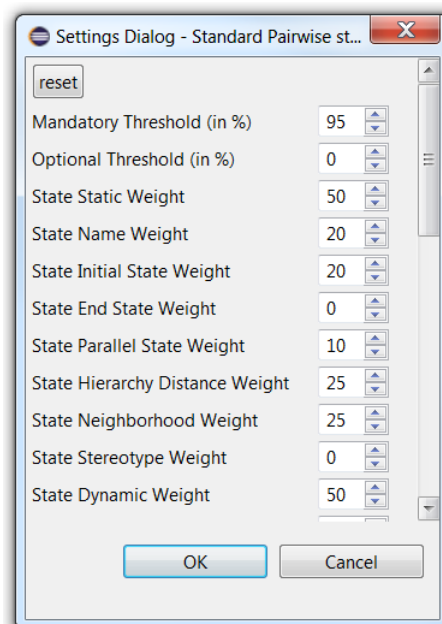 Settings Dialog - Standard Pairwise st...
reset
Mandatory Threshold (in %) 95
Optional Threshold (in %) 0
State Static Weight 50
State Name Weight 20
State Initial State Weight 20
State End State Weight 0
State Parallel State Weight 10
State Hierarchy Distance Weight 25
State Neighborhood Weight 25
State Stereotype Weight 0
State Dynamic Weight 50
OK Cancel